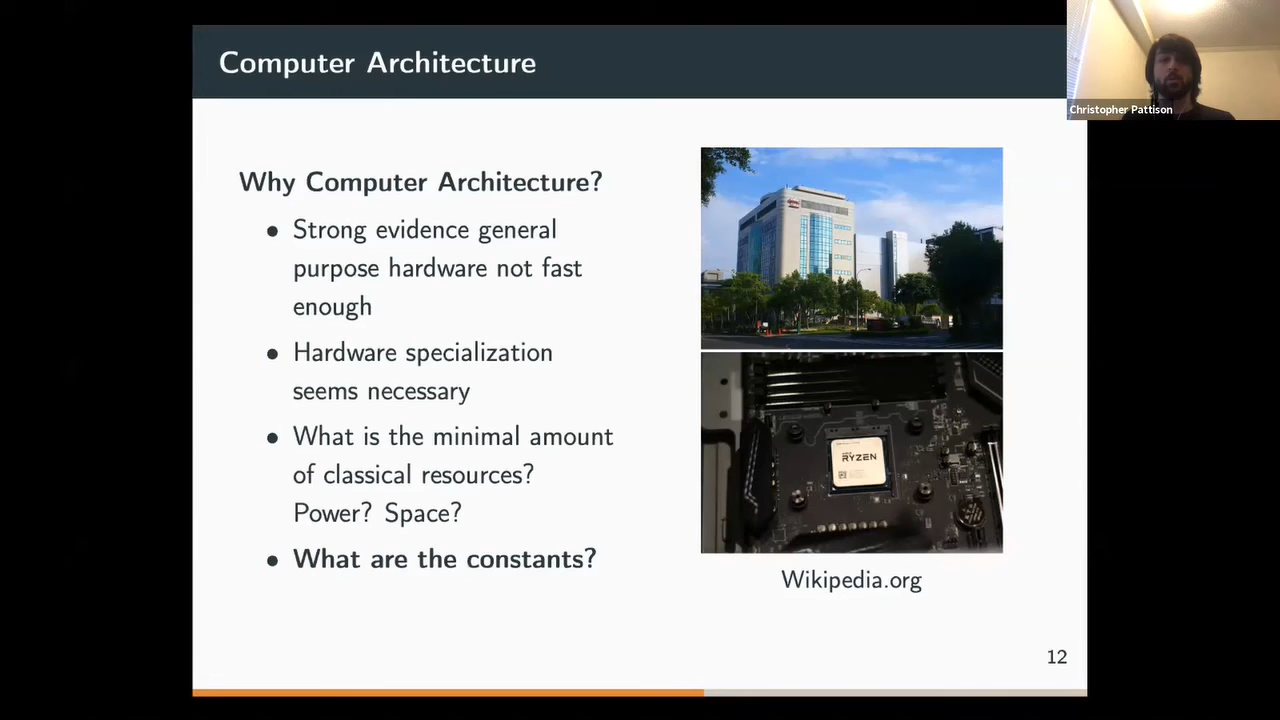 Computer Architecture
Christopher Pattison
Why Computer Architecture?
• Strong evidence general
purpose hardware not fast
enough
• Hardware specialization
seems necessary
• What is the minimal amount
of classical resources?
Power? Space?
• What are the constants?
RYZEN
Wikipedia.org
12